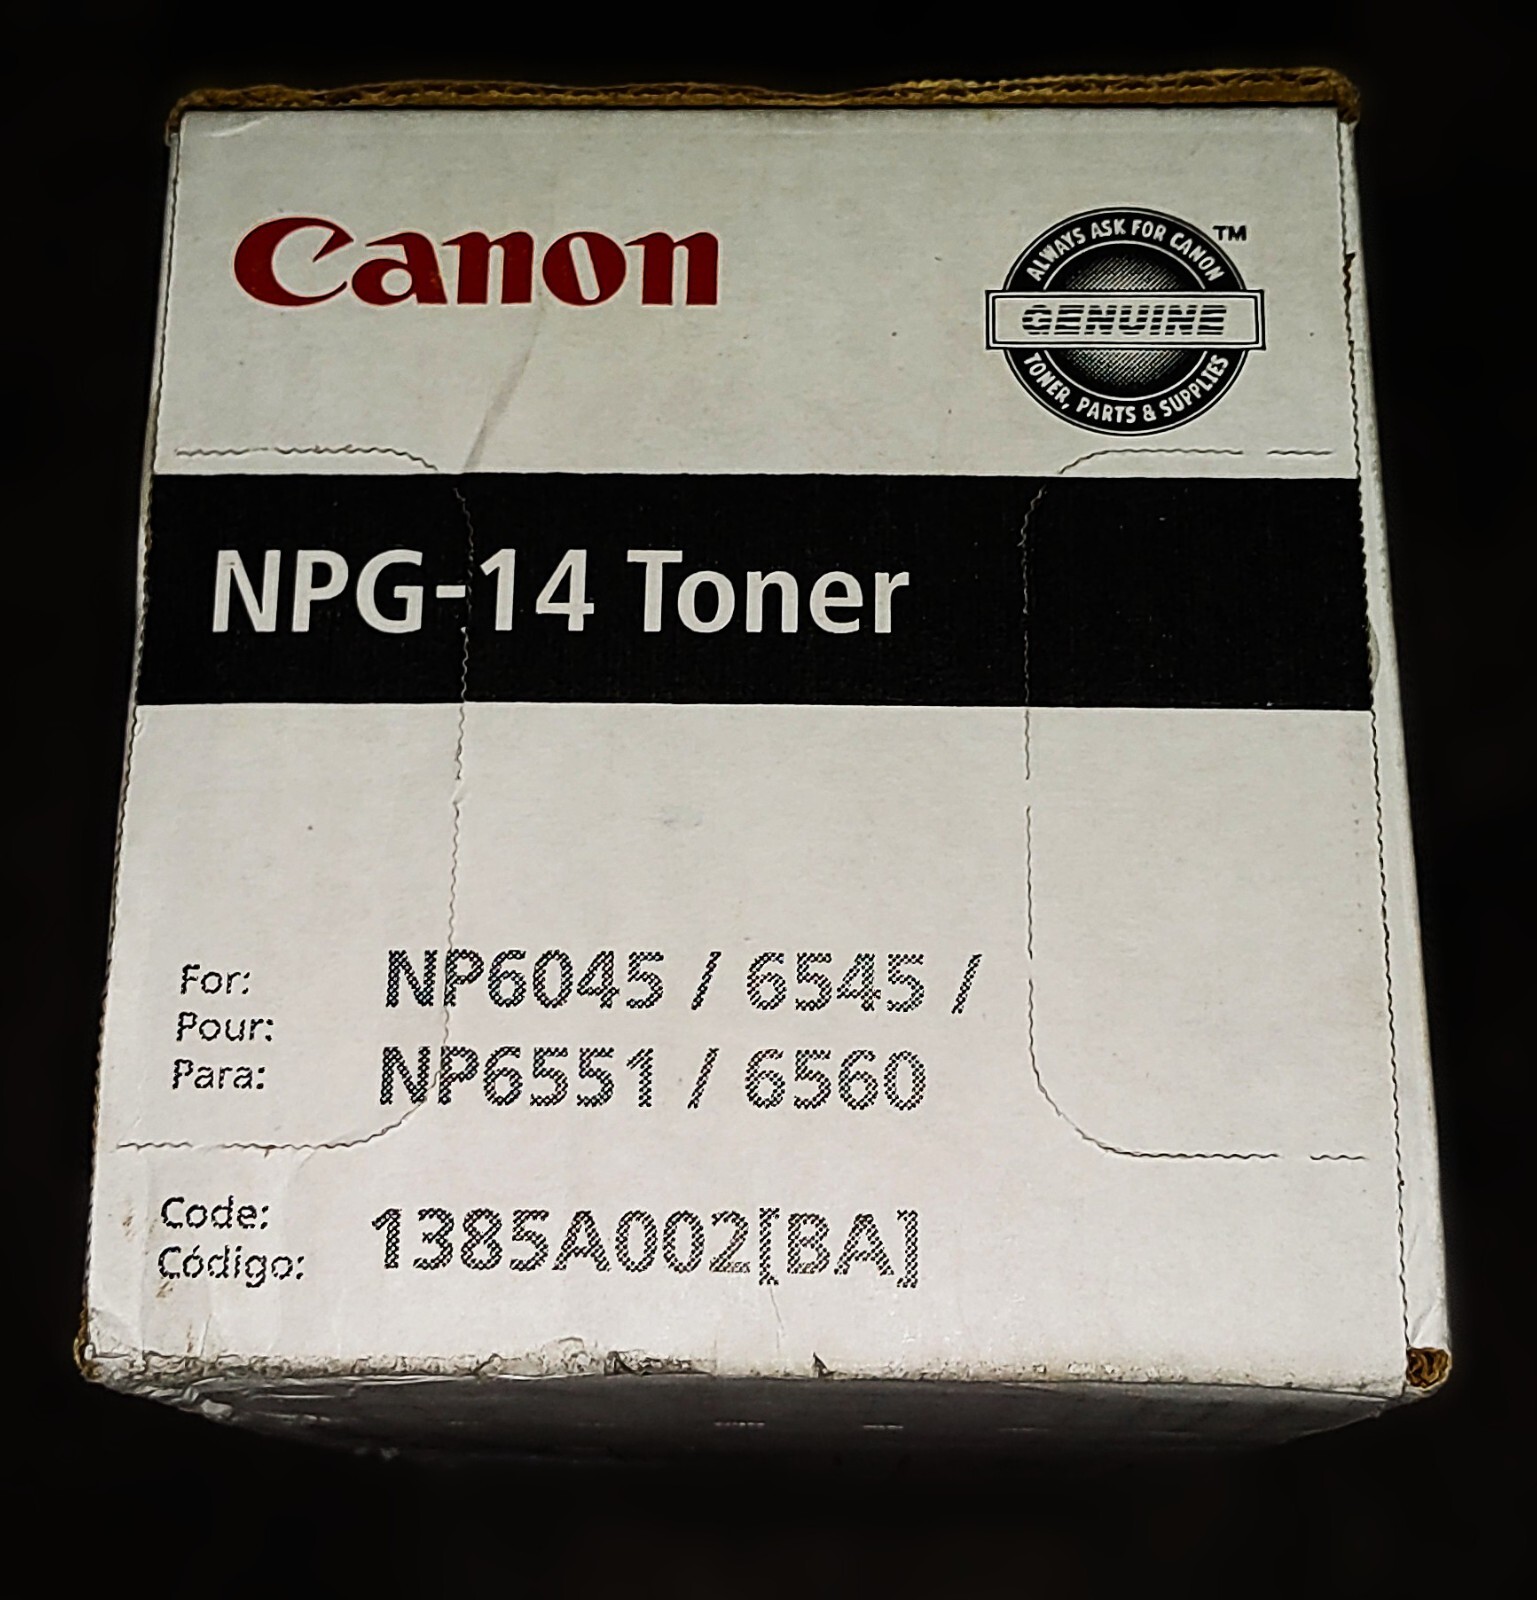 Canon
ALWAYS ASK FOR CANON
TM
GENUINE
TONER, PARTS & SUPPLIES
NPG-14 Toner
For:
Pour:
Para:
NP6045 / 6545 /
NP6551 / 6560
Code:
Código:
1385A002[BA]